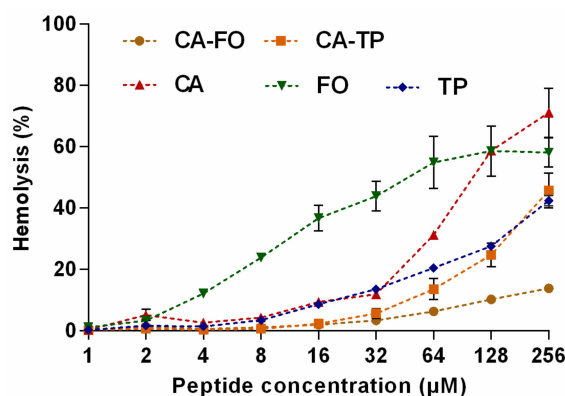 100
80
60
40
20
0
Hemolysis (%)
CA-FO CA-TP
CA FO TP
1 2 4 8 16 32 64 128 256
Peptide concentration (µM)